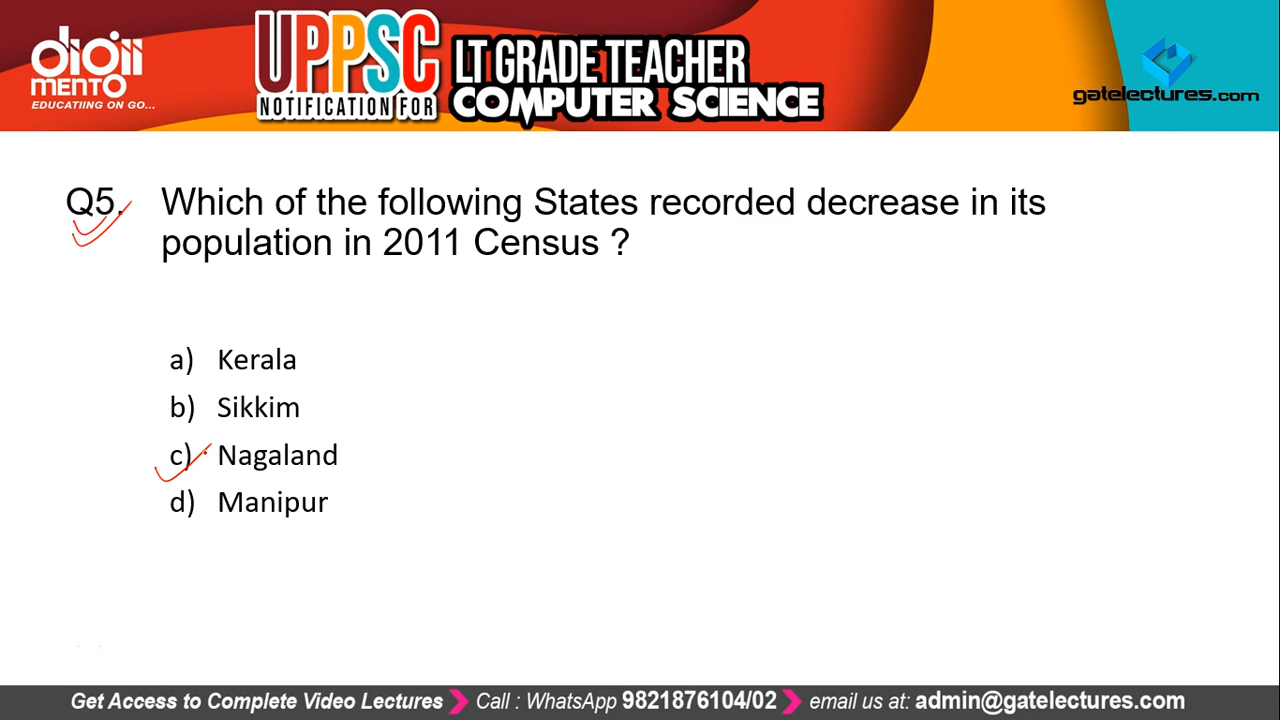 digii
MENTO
EDUCATIING ON GO...
UPPSC
NOTIFICATION FOR
LT GRADE TEACHER
COMPUTER SCIENCE
gatelectures.com
Q5. Which of the following States recorded decrease in its
population in 2011 Census ?
a) Kerala
b) Sikkim
c) Nagaland
d) Manipur
Get Access to Complete Video Lectures Call : WhatsApp 9821876104/02 email us at: admin@gatelectures.com